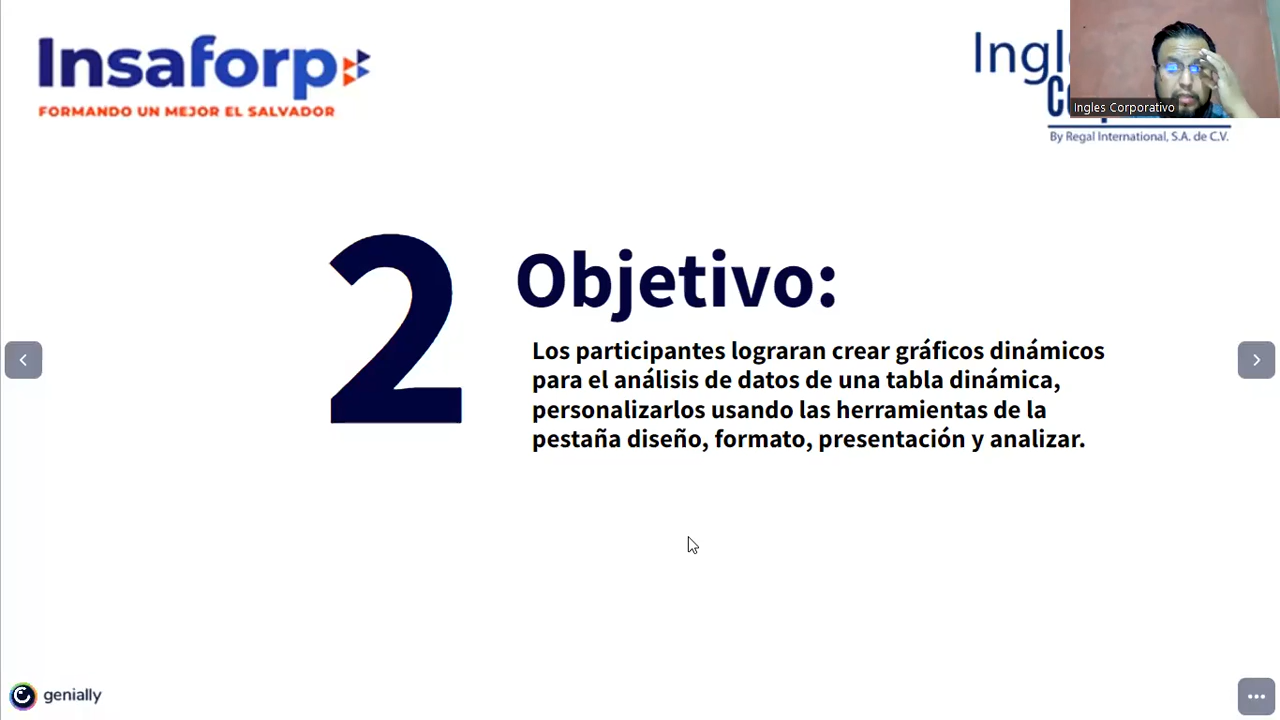 Insaforp
FORMANDO UN MEJOR EL SALVADOR
Ingles Corporativo
By Regal International, S.A. de C.V.
2
Objetivo:
Los participantes lograran crear gráficos dinámicos
para el análisis de datos de una tabla dinámica,
personalizarlos usando las herramientas de la
pestaña diseño, formato, presentación y analizar.
genially